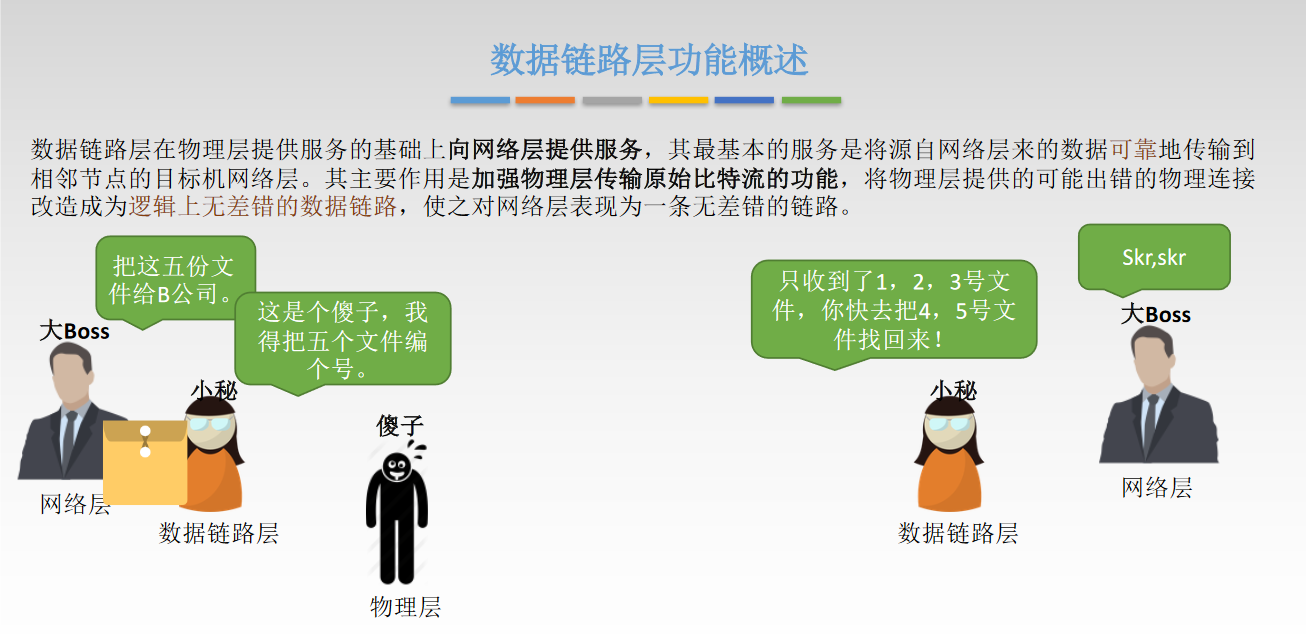 数据链路层功能概述
数据链路层在物理层提供服务的基础上向网络层提供服务，其最基本的服务是将源自网络层来的数据可靠地传输到
相邻节点的目标机网络层。其主要作用是加强物理层传输原始比特流的功能，将物理层提供的可能出错的物理连接
改造成为逻辑上无差错的数据链路，使之对网络层表现为一条无差错的链路。
把这五份文
件给B公司。
这是个傻子，我
得把五个文件编
个号。
大Boss
小秘
傻子
网络层
数据链路层
物理层
只收到了1，2，3号文
件，你快去把4，5号文
件找回来！
Skr,skr
大Boss
小秘
网络层
数据链路层